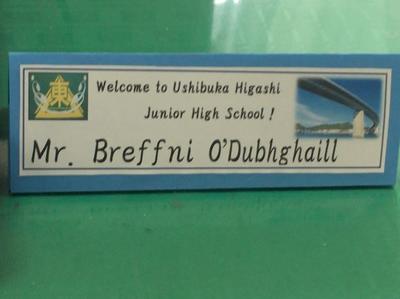 東
Welcome to Ushibuka Higashi
Junior High School !
Mr. Breffni O'Dubhghaill